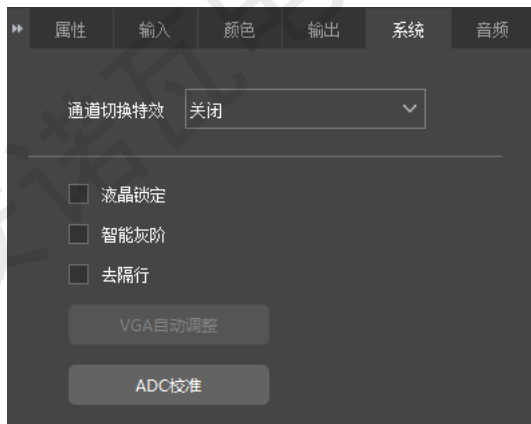 属性 输入 颜色 输出 系统 音频
通道切换特效 关闭
液晶锁定
智能灰阶
去隔行
VGA自动调整
ADC校准